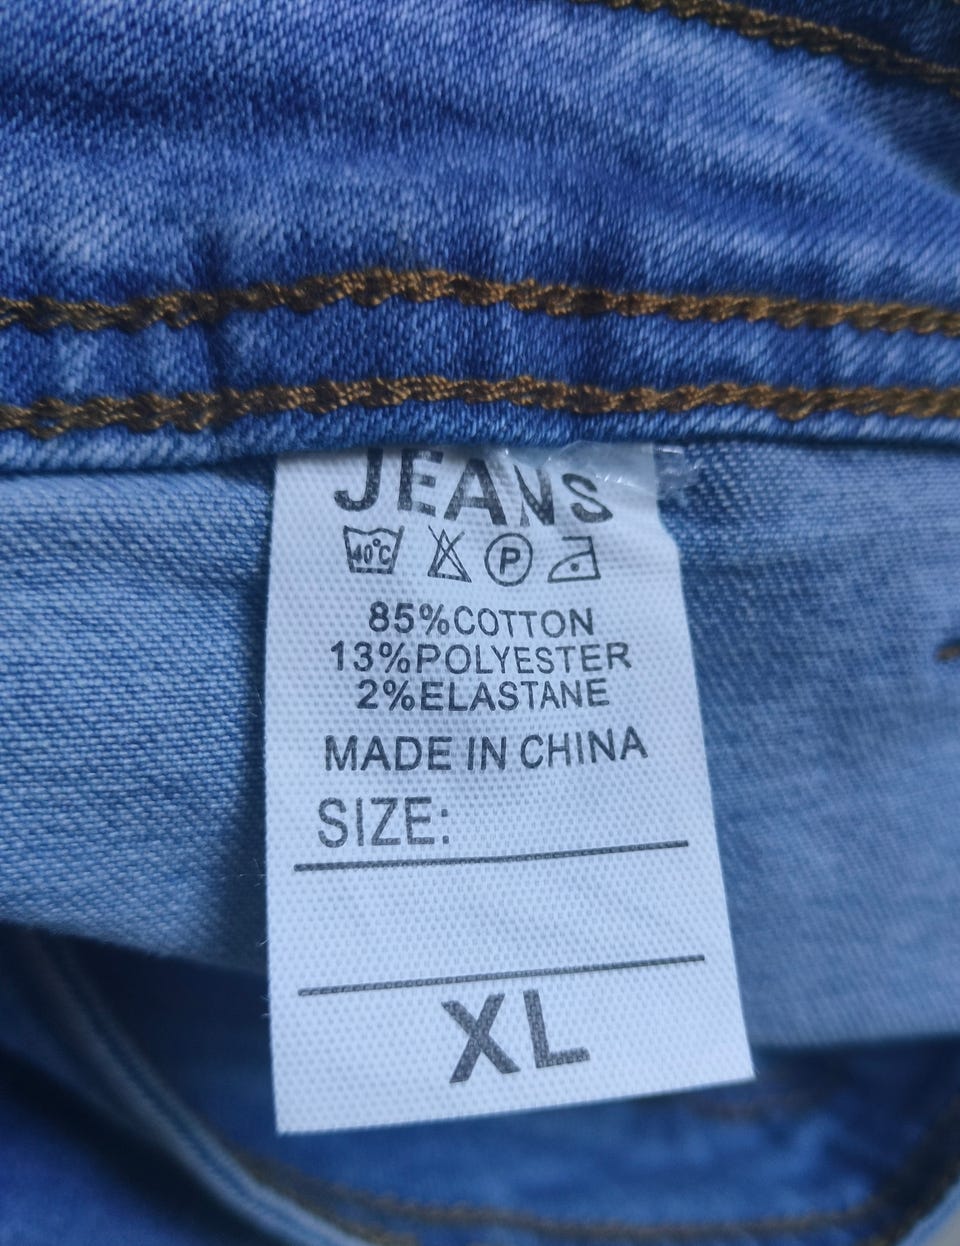 JEANS
40°C P
85%COTTON
13%POLYESTER
2%ELASTANE
MADE IN CHINA
SIZE:
XL